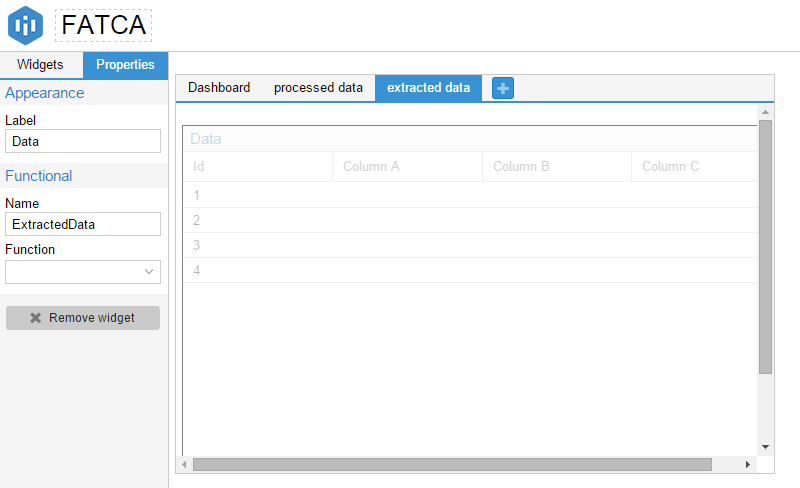 FATCA
Widgets Properties
Appearance
Label
Data
Functional
Name
ExtractedData
Function
Remove widget
Dashboard processed data extracted data
Data
Id Column A Column B Column C
1
2
3
4